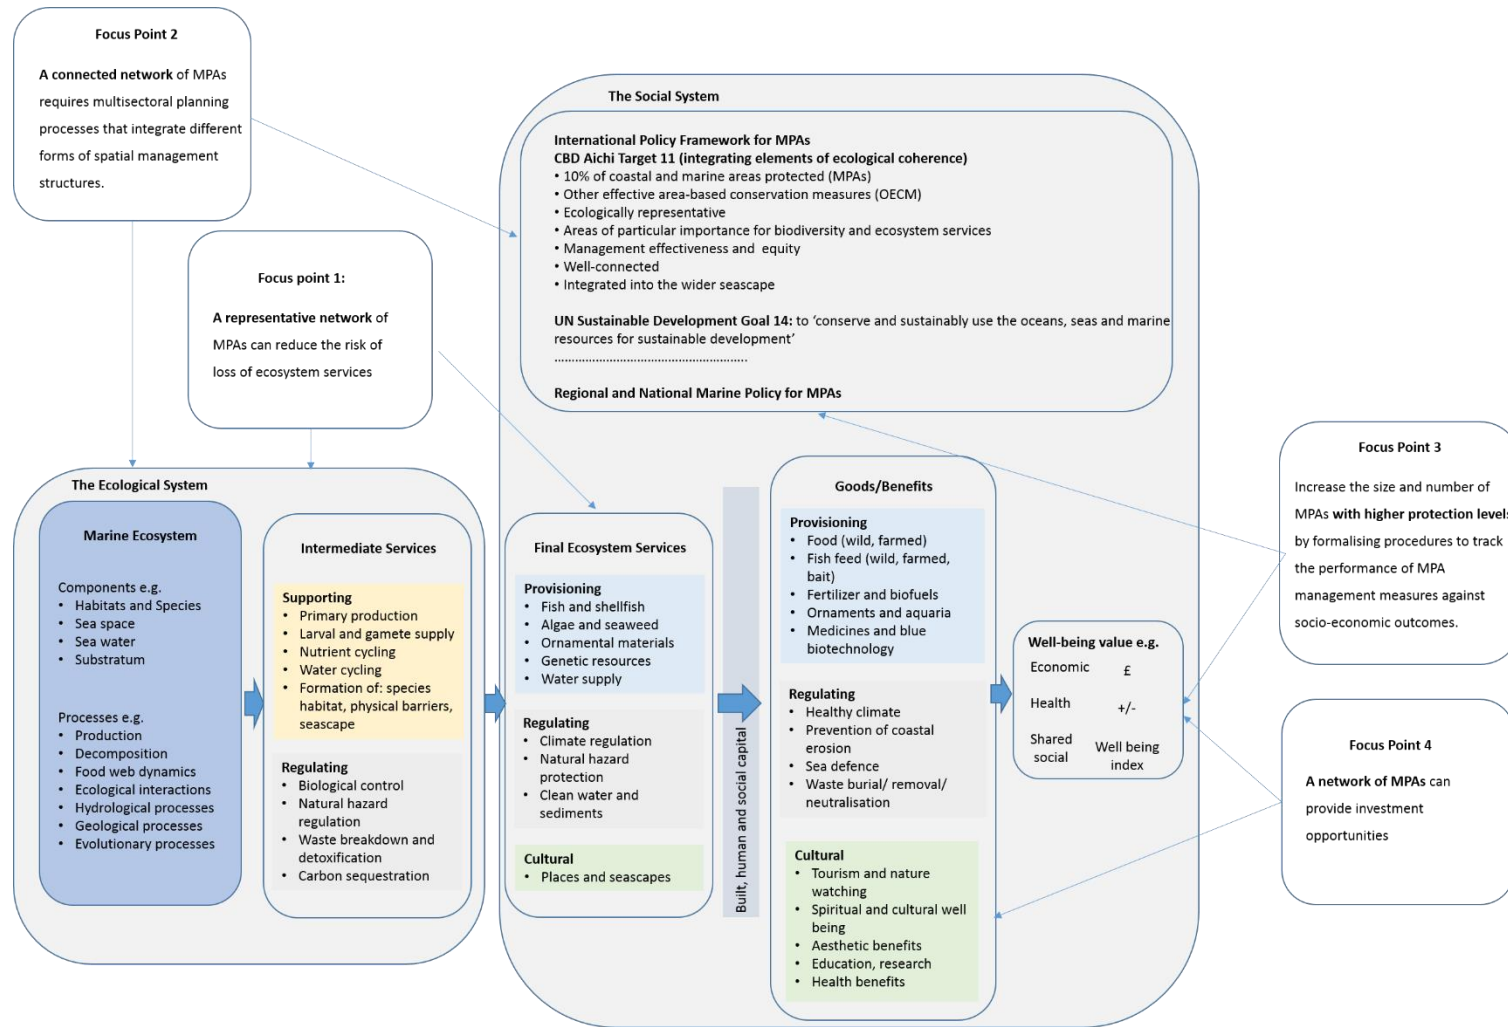 Focus Point 2
A connected network of MPAs
requires multisectoral planning
processes that integrate different
forms of spatial management
structures.
Focus point 1:
A representative network of
MPAs can reduce the risk of
loss of ecosystem services
The Social System
International Policy Framework for MPAs
CBD Aichi Target 11 (integrating elements of ecological coherence)
• 10% of coastal and marine areas protected (MPAs)
• Other effective area-based conservation measures (OECM)
• Ecologically representative
• Areas of particular importance for biodiversity and ecosystem services
• Management effectiveness and equity
• Well-connected
• Integrated into the wider seascape
UN Sustainable Development Goal 14: to ‘conserve and sustainably use the oceans, seas and marine
resources for sustainable development’
........................................................
Regional and National Marine Policy for MPAs
The Ecological System
Marine Ecosystem
Components e.g.
• Habitats and Species
• Sea space
• Sea water
• Substratum
Processes e.g.
• Production
• Decomposition
• Food web dynamics
• Ecological interactions
• Hydrological processes
• Geological processes
• Evolutionary processes
Intermediate Services
Supporting
• Primary production
• Larval and gamete supply
• Nutrient cycling
• Water cycling
• Formation of: species
habitat, physical barriers,
seascape
Regulating
• Biological control
• Natural hazard
regulation
• Waste breakdown and
detoxification
• Carbon sequestration
Final Ecosystem Services
Provisioning
• Fish and shellfish
• Algae and seaweed
• Ornamental materials
• Genetic resources
• Water supply
Regulating
• Climate regulation
• Natural hazard
protection
• Clean water and
sediments
Cultural
• Places and seascapes
Built, human and social capital
Goods/Benefits
Provisioning
• Food (wild, farmed)
• Fish feed (wild, farmed,
bait)
• Fertilizer and biofuels
• Ornaments and aquaria
• Medicines and blue
biotechnology
Regulating
• Healthy climate
• Prevention of coastal
erosion
• Sea defence
• Waste burial/ removal/
neutralisation
Cultural
• Tourism and nature
watching
• Spiritual and cultural well
being
• Aesthetic benefits
• Education, research
• Health benefits
Well-being value e.g.
Economic £
Health +/-
Shared
social
Well being
index
Focus Point 3
Increase the size and number of
MPAs with higher protection levels
by formalising procedures to track
the performance of MPA
management measures against
socio-economic outcomes.
Focus Point 4
A network of MPAs can
provide investment
opportunities